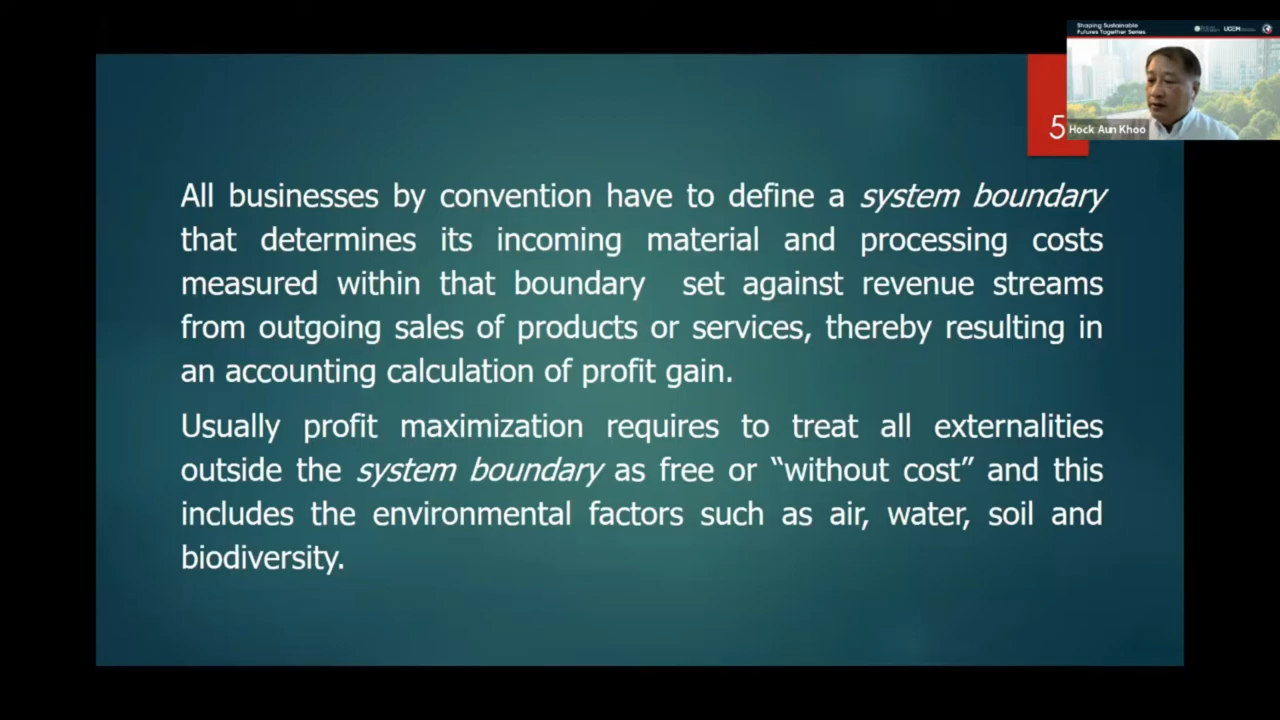 Shaping Sustainable
Futures Together Series
UCEM
5
Hock Aun Khoo
All businesses by convention have to define a system boundary
that determines its incoming material and processing costs
measured within that boundary set against revenue streams
from outgoing sales of products or services, thereby resulting in
an accounting calculation of profit gain.
Usually profit maximization requires to treat all externalities
outside the system boundary as free or “without cost” and this
includes the environmental factors such as air, water, soil and
biodiversity.